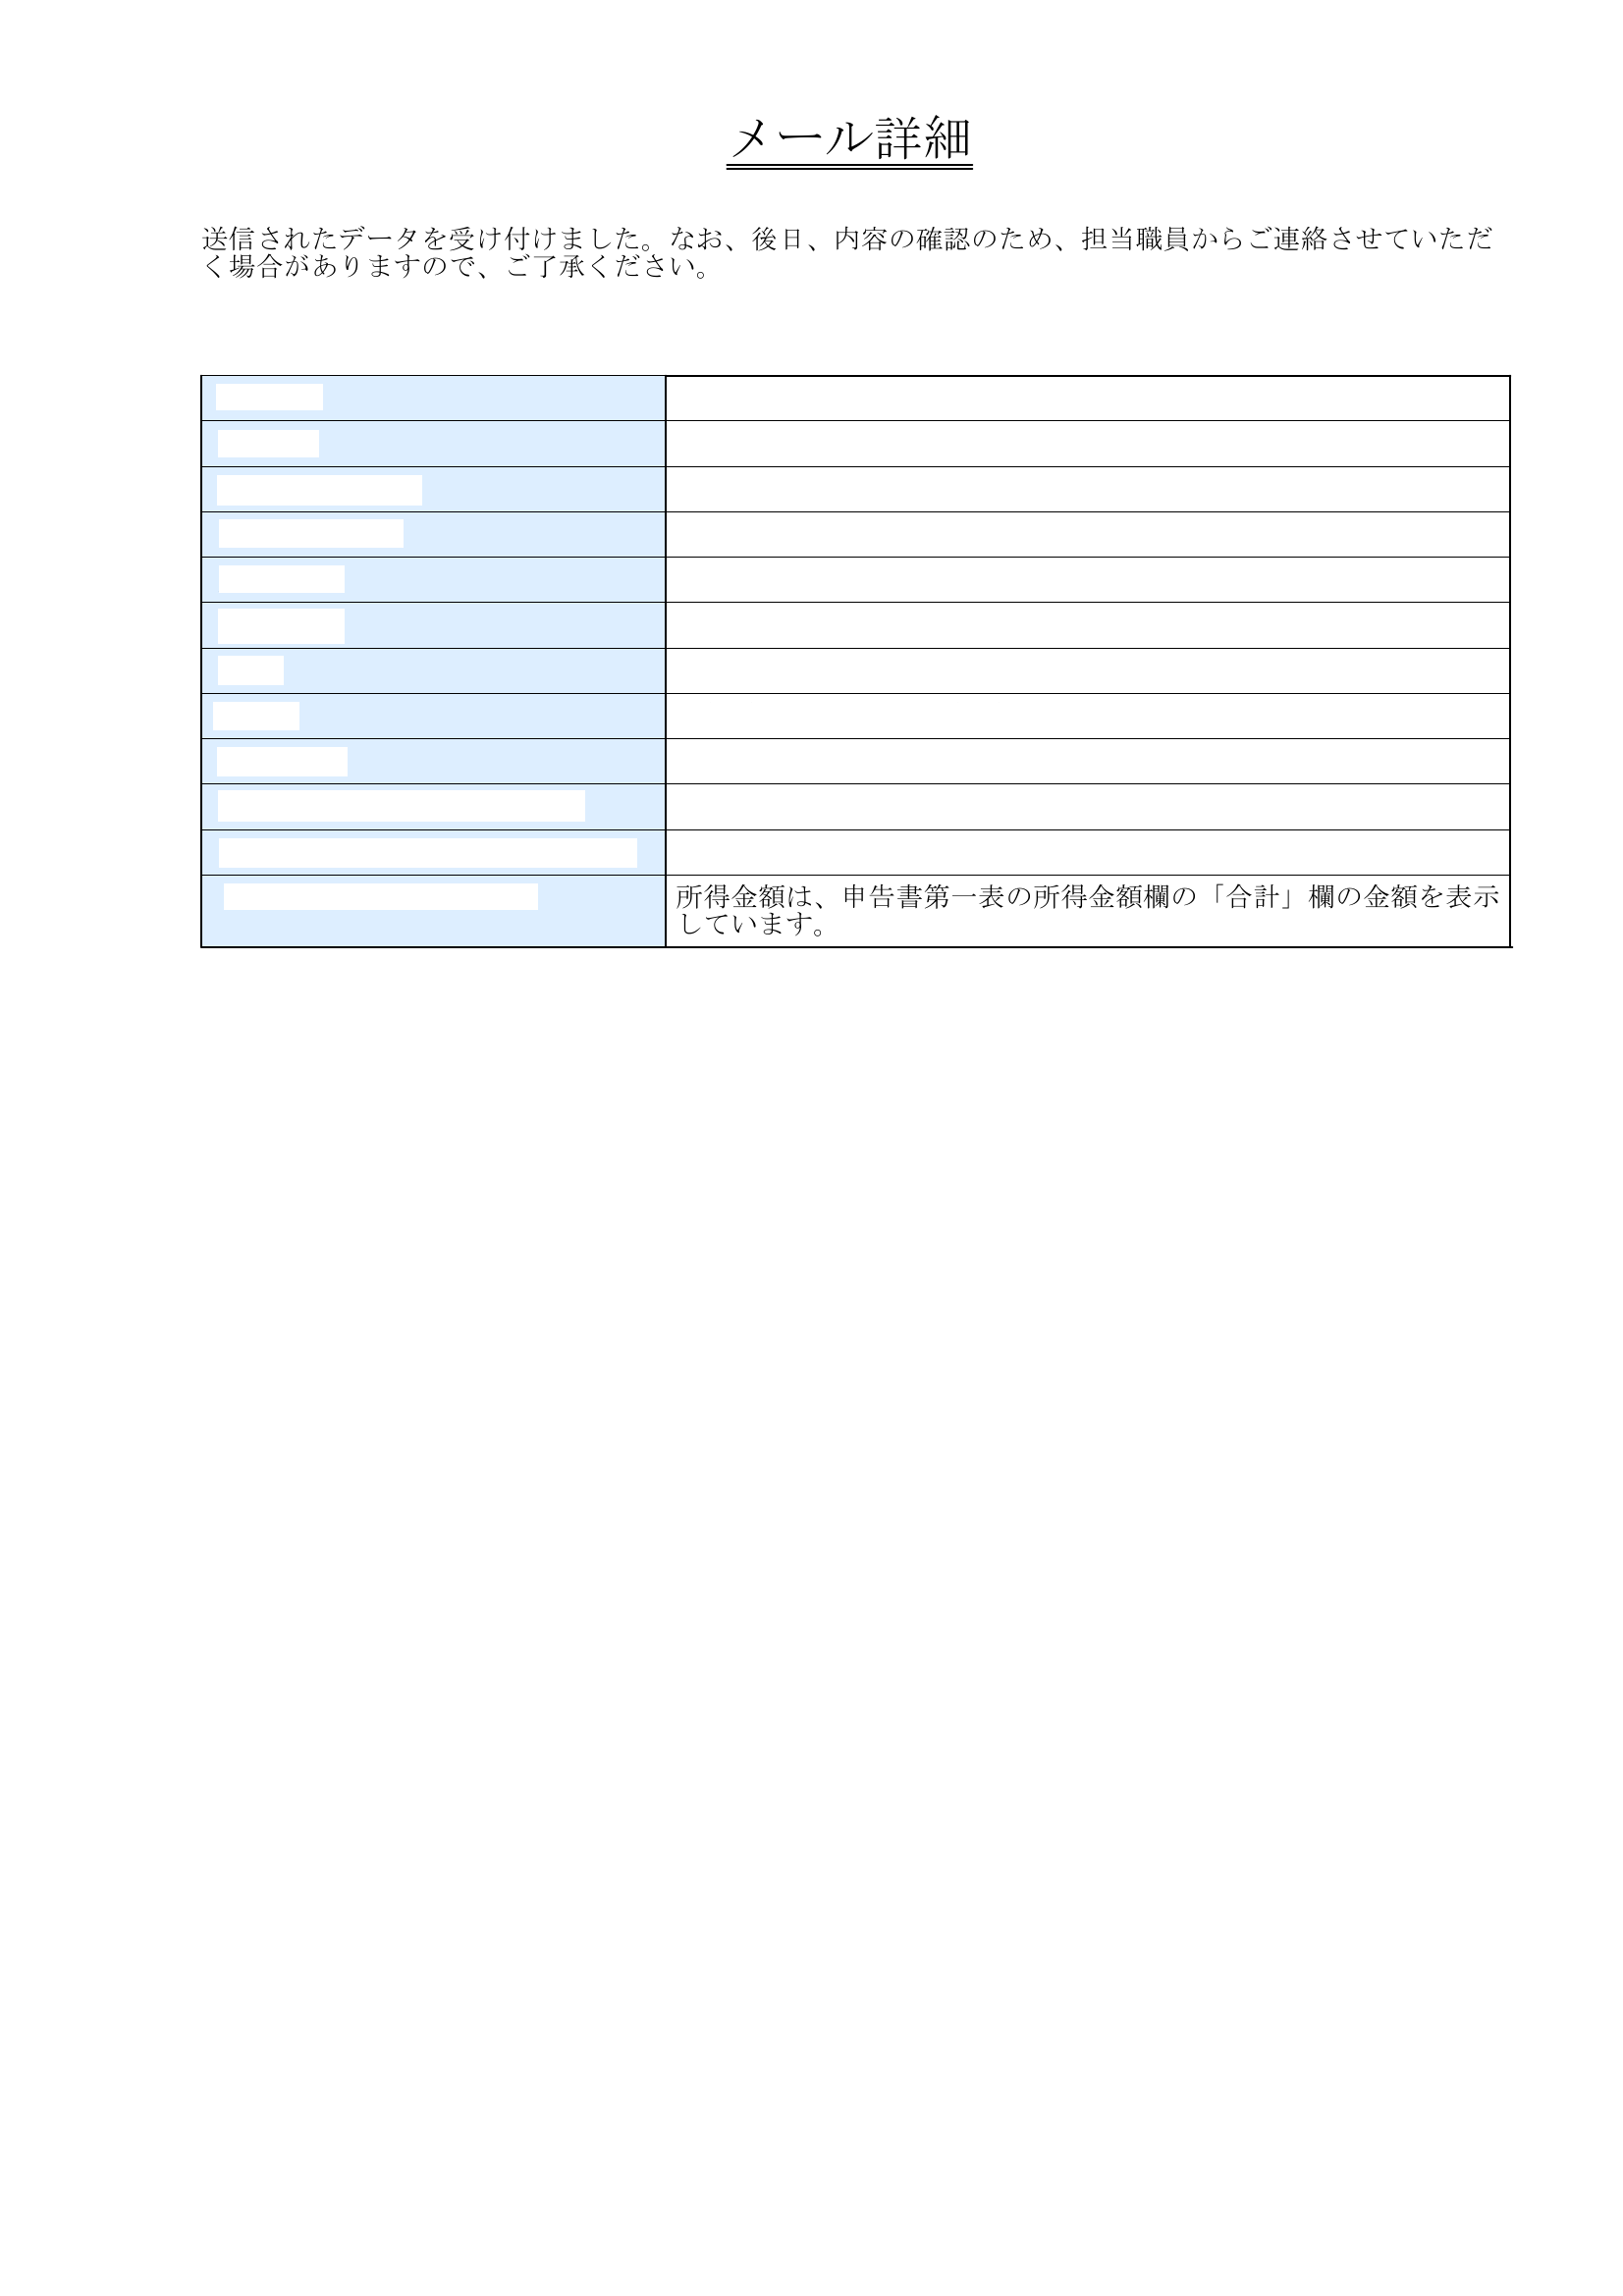 メール詳細
送信されたデータを受け付けました。なお、後日、内容の確認のため、担当職員からご連絡させていただ
く場合がありますので、ご了承ください。
所得金額は、申告書第一表の所得金額欄の「合計」欄の金額を表示
しています。